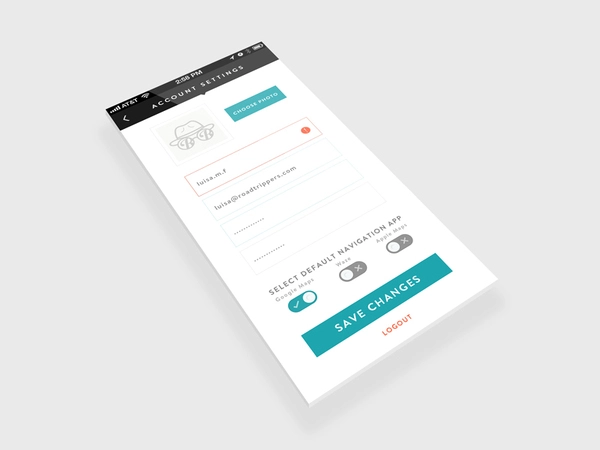 AT&T 2:56 PM
ACCOUNT SETTINGS
CHOOSE PHOTO
luisa.m.f
luisa@roadtrippers.com
SELECT DEFAULT NAVIGATION APP
Google Maps Waze Apple Maps
SAVE CHANGES
LOGOUT